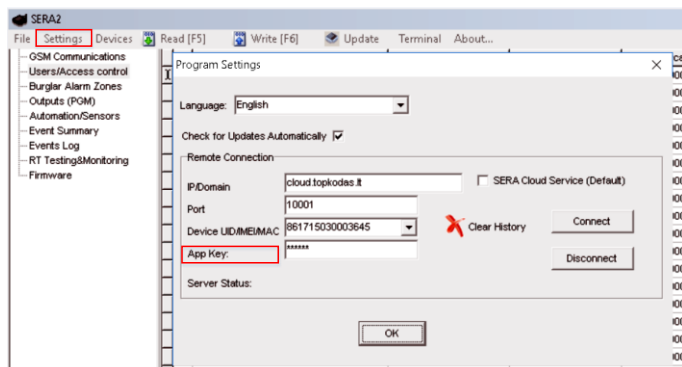 SERA2
File Settings Devices Read [F5] Write [F6] Update Terminal About...
GSM Communications
Users/Access control
Burglar Alarm Zones
Outputs (PGM)
Automation/Sensors
Event Summary
Events Log
RT Testing&Monitoring
Firmware
Program Settings
Language: English
Check for Updates Automatically
Remote Connection
IP/Domain cloud.topkodas.lt SERA Cloud Service (Default)
Port 10001
Device UID/IMEI/MAC 861715030003645 Clear History Connect
App Key: ****** Disconnect
Server Status:
OK